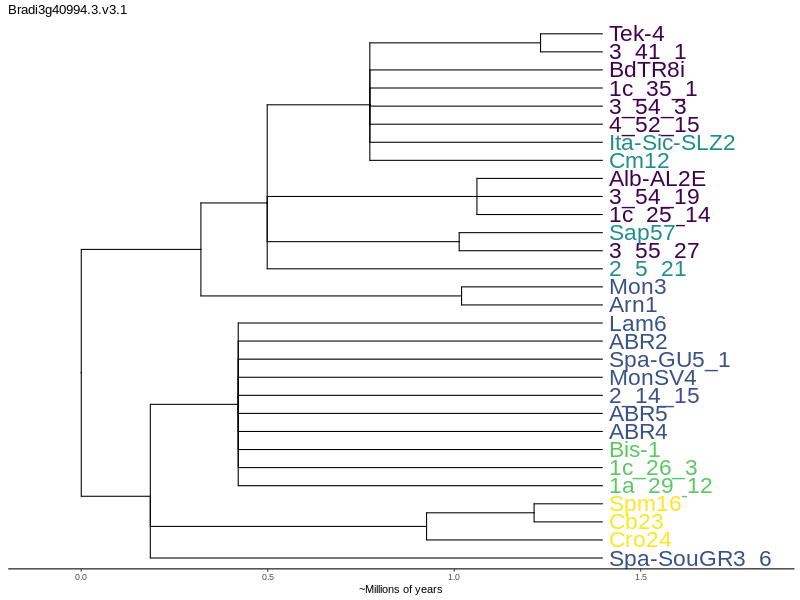 Bradi3g40994.3.v3.1
Tek-4
3_41_1
BdTR8i
1c_35_1
3_54_3
4_52_15
Ita-Sic-SLZ2
Cm12
Alb-AL2E
3_54_19
1c_25_14
Sap57
3_55_27
2_5_21
Mon3
Arn1
Lam6
ABR2
Spa-GU5_1
MonSV4
2_14_15
ABR5
ABR4
Bis-1
1c_26_3
1a_29_12
Spm16
Cb23
Cro24
Spa-SouGR3_6
0.0 0.5 1.0 1.5
~Millions of years